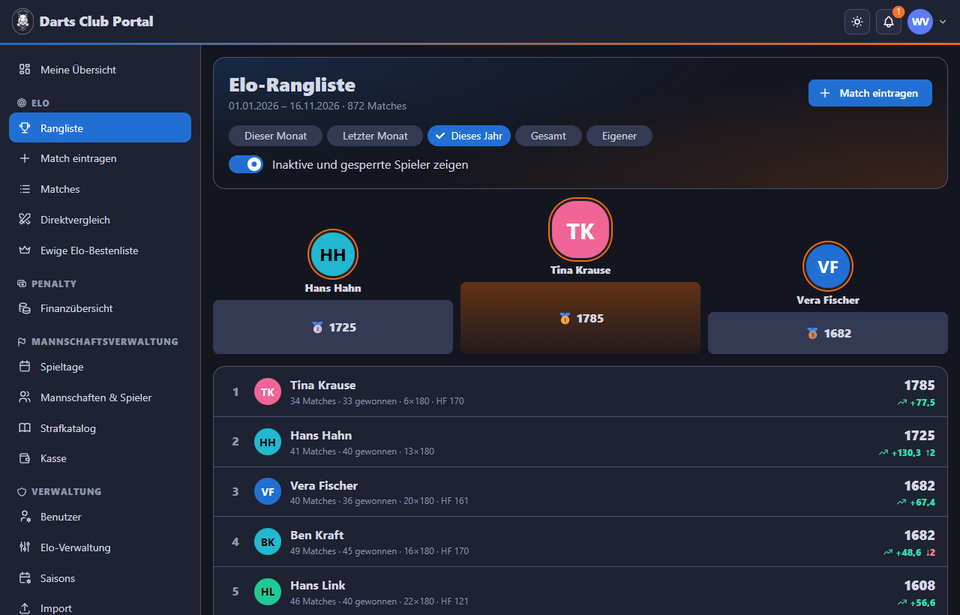 Darts Club Portal
1
WV
Meine Übersicht
ELO
Rangliste
Match eintragen
Matches
Direktvergleich
Ewige Elo-Bestenliste
PENALTY
Finanzübersicht
MANNSCHAFTSVERWALTUNG
Spieltage
Mannschaften & Spieler
Strafkatalog
Kasse
VERWALTUNG
Benutzer
Elo-Verwaltung
Saisons
Import
Elo-Rangliste
01.01.2026 – 16.11.2026 · 872 Matches
Match eintragen
Dieser Monat Letzter Monat Dieses Jahr Gesamt Eigener
Inaktive und gesperrte Spieler zeigen
HH
Hans Hahn
1725
TK
Tina Krause
1785
VF
Vera Fischer
1682
1 TK Tina Krause 1785
34 Matches · 33 gewonnen · 6×180 · HF 170 +77,5
2 HH Hans Hahn 1725
41 Matches · 40 gewonnen · 13×180 +130,3 ↑2
3 VF Vera Fischer 1682
40 Matches · 36 gewonnen · 20×180 · HF 161 +67,4
4 BK Ben Kraft 1682
49 Matches · 45 gewonnen · 16×180 · HF 170 +48,6 ↓2
5 HL Hans Link 1608
46 Matches · 40 gewonnen · 22×180 · HF 121 +56,6